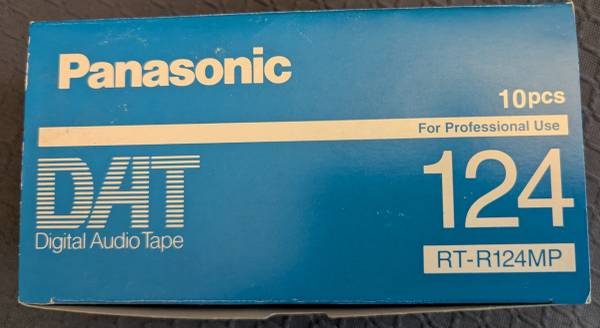 Panasonic
10pcs
For Professional Use
DAT
Digital Audio Tape
124
RT-R124MP